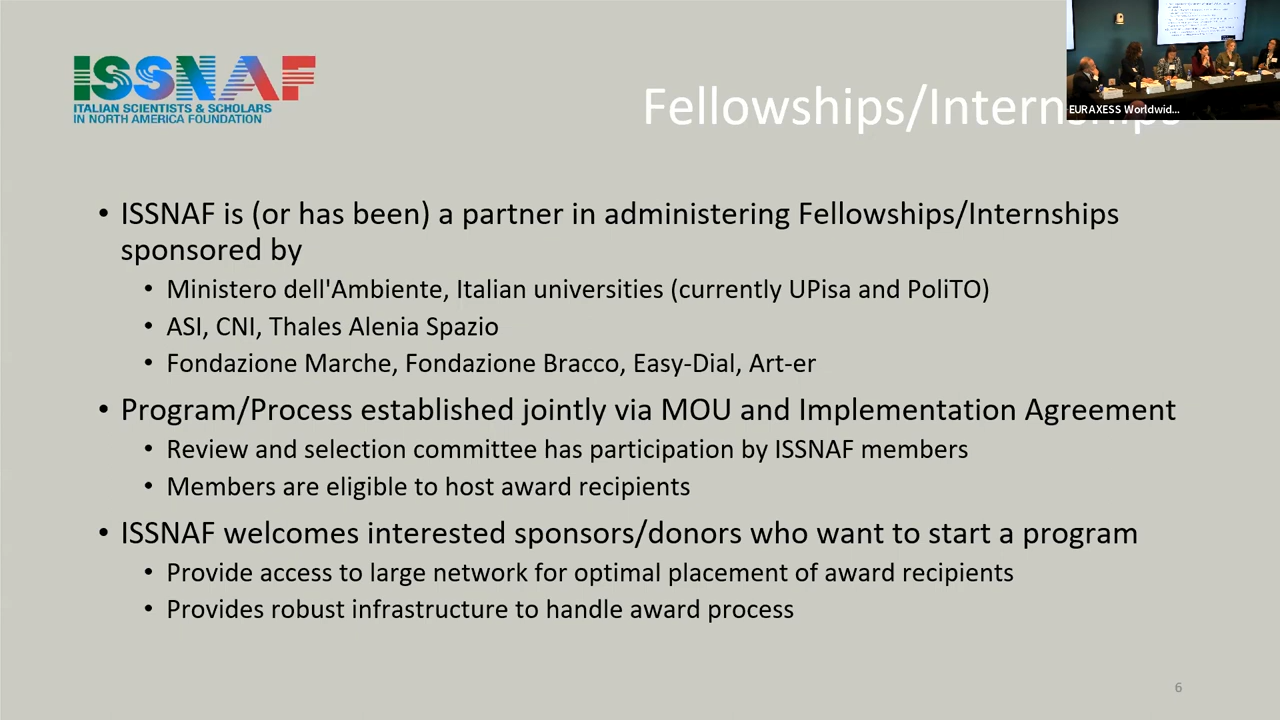 ISSNAF
ITALIAN SCIENTISTS & SCHOLARS
IN NORTH AMERICA FOUNDATION
EURAXESS Worldwid...
Fellowships/Internships
• ISSNAF is (or has been) a partner in administering Fellowships/Internships
sponsored by
• Ministero dell'Ambiente, Italian universities (currently UPisa and PoliTO)
• ASI, CNI, Thales Alenia Spazio
• Fondazione Marche, Fondazione Bracco, Easy-Dial, Art-er
• Program/Process established jointly via MOU and Implementation Agreement
• Review and selection committee has participation by ISSNAF members
• Members are eligible to host award recipients
• ISSNAF welcomes interested sponsors/donors who want to start a program
• Provide access to large network for optimal placement of award recipients
• Provides robust infrastructure to handle award process
6